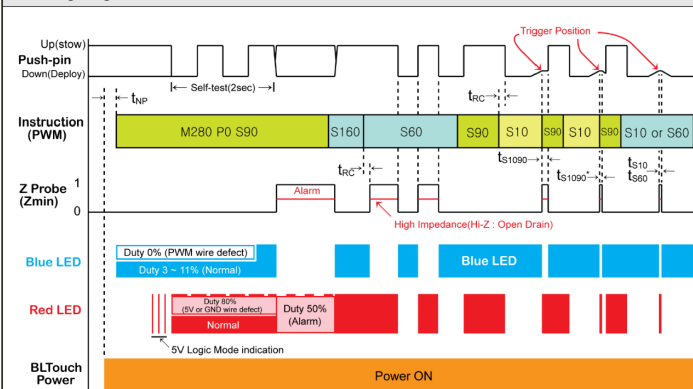 Trigger Position
Up(stow)
Push-pin
Down(Deploy)
Self-test(2sec)
tNP
tRC
Instruction
(PWM)
M280 P0 S90
S160
S60
S90
S10
S90
S10
S90
S10 or S60
tRC
tS1090
tS1090*
tS10
tS60
Z Probe
(Zmin)
1
0
Alarm
High Impedance(Hi-Z : Open Drain)
Blue LED
Duty 0% (PWM wire defect)
Duty 3 ~ 11% (Normal)
Blue LED
Red LED
Duty 80%
(5V or GND wire defect)
Normal
Duty 50%
(Alarm)
5V Logic Mode indication
BLTouch
Power
Power ON